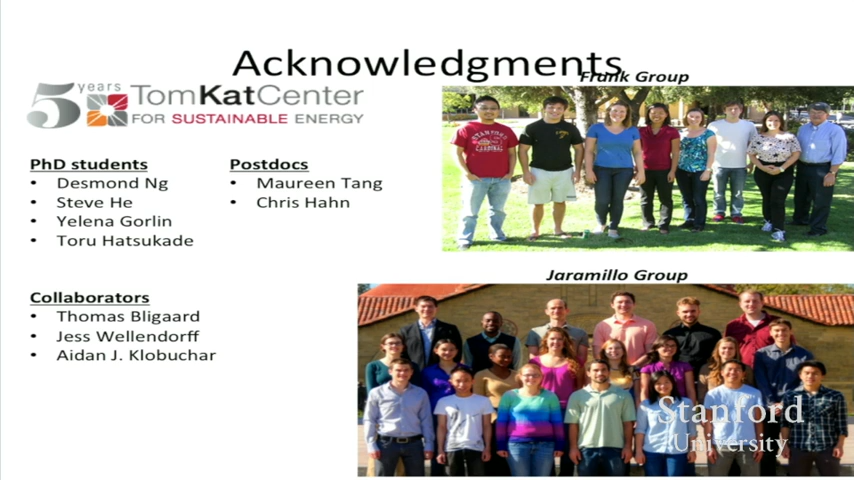 Acknowledgments
Frank Group
5 years TomKatCenter
FOR SUSTAINABLE ENERGY
PhD students
• Desmond Ng
• Steve He
• Yelena Gorlin
• Toru Hatsukade
Postdocs
• Maureen Tang
• Chris Hahn
Collaborators
• Thomas Bligaard
• Jess Wellendorff
• Aidan J. Klobuchar
Jaramillo Group
STANFORD
Stanford
University